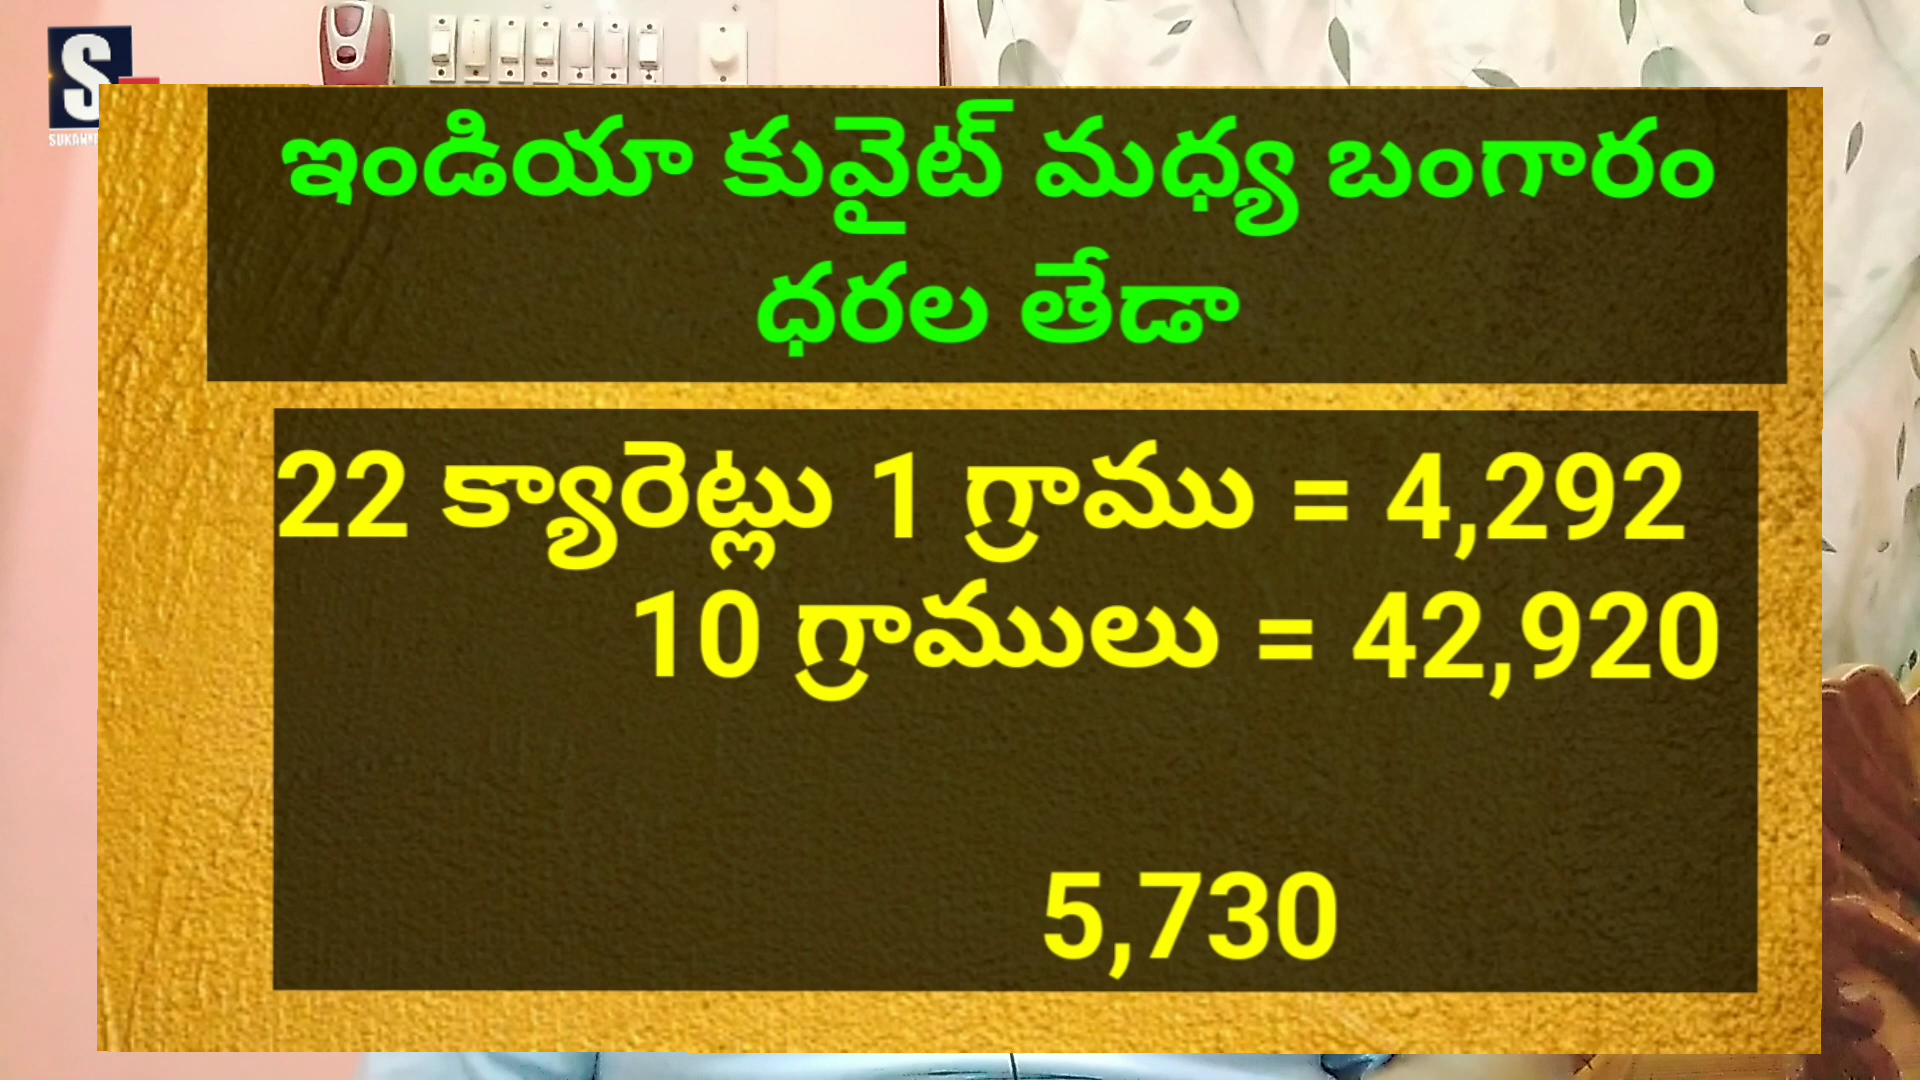 S
ఇండియా కువైట్ మధ్య బంగారం
ధరల తేడా
22 క్యారెట్లు 1 గ్రాము = 4,292
10 గ్రాములు = 42,920
5,730